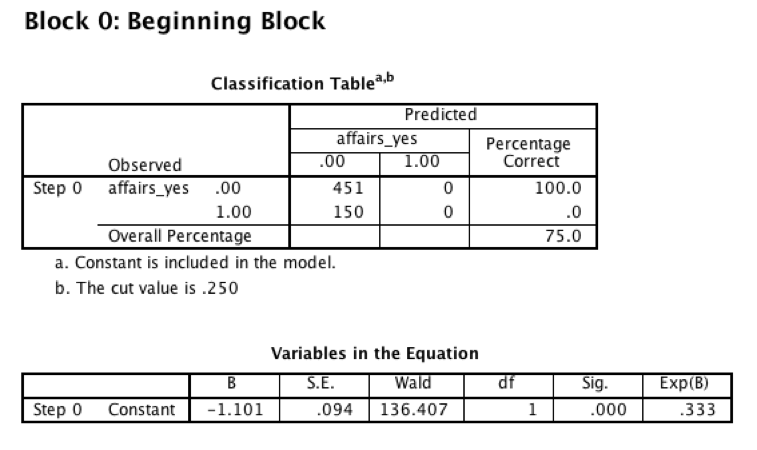 Block 0: Beginning Block
Classification Tablea,b
Predicted
affairs_yes Percentage
Observed .00 1.00 Correct
Step 0 affairs_yes .00 451 0 100.0
1.00 150 0 .0
Overall Percentage 75.0
a. Constant is included in the model.
b. The cut value is .250
Variables in the Equation
B S.E. Wald df Sig. Exp(B)
Step 0 Constant -1.101 .094 136.407 1 .000 .333